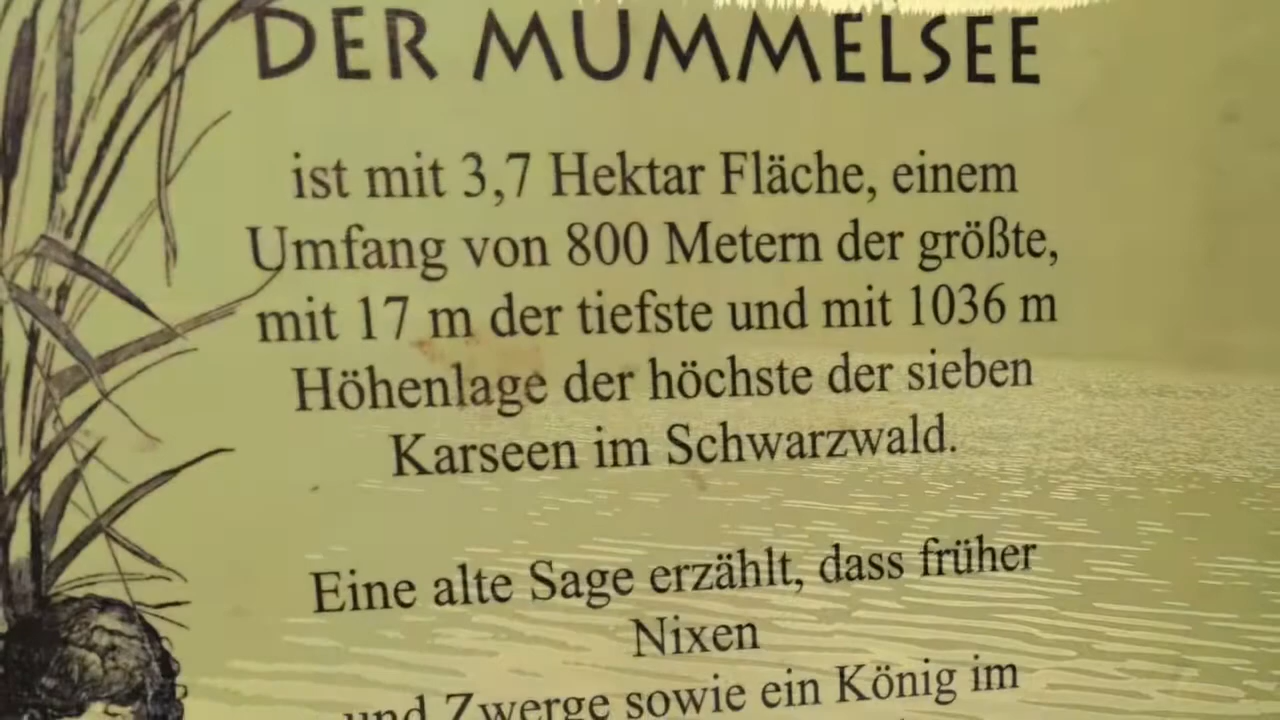 DER MUMMELSEE
ist mit 3,7 Hektar Fläche, einem
Umfang von 800 Metern der größte,
mit 17 m der tiefste und mit 1036 m
Höhenlage der höchste der sieben
Karseen im Schwarzwald.
Eine alte Sage erzählt, dass früher
Nixen
und Zwerge sowie ein König im